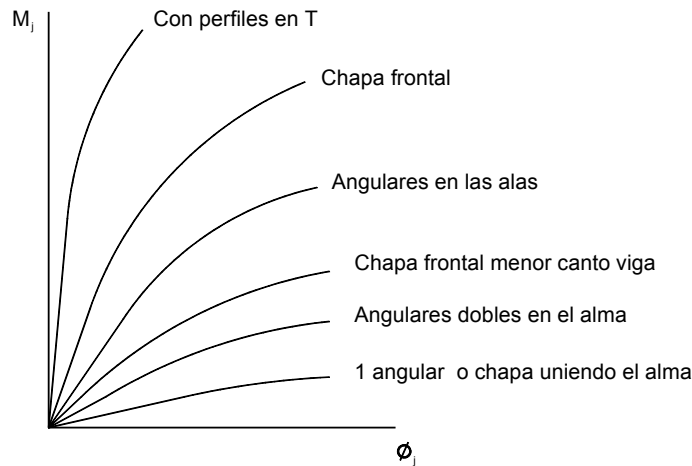 Mj
Con perfiles en T
Chapa frontal
Angulares en las alas
Chapa frontal menor canto viga
Angulares dobles en el alma
1 angular o chapa uniendo el alma
ϕj